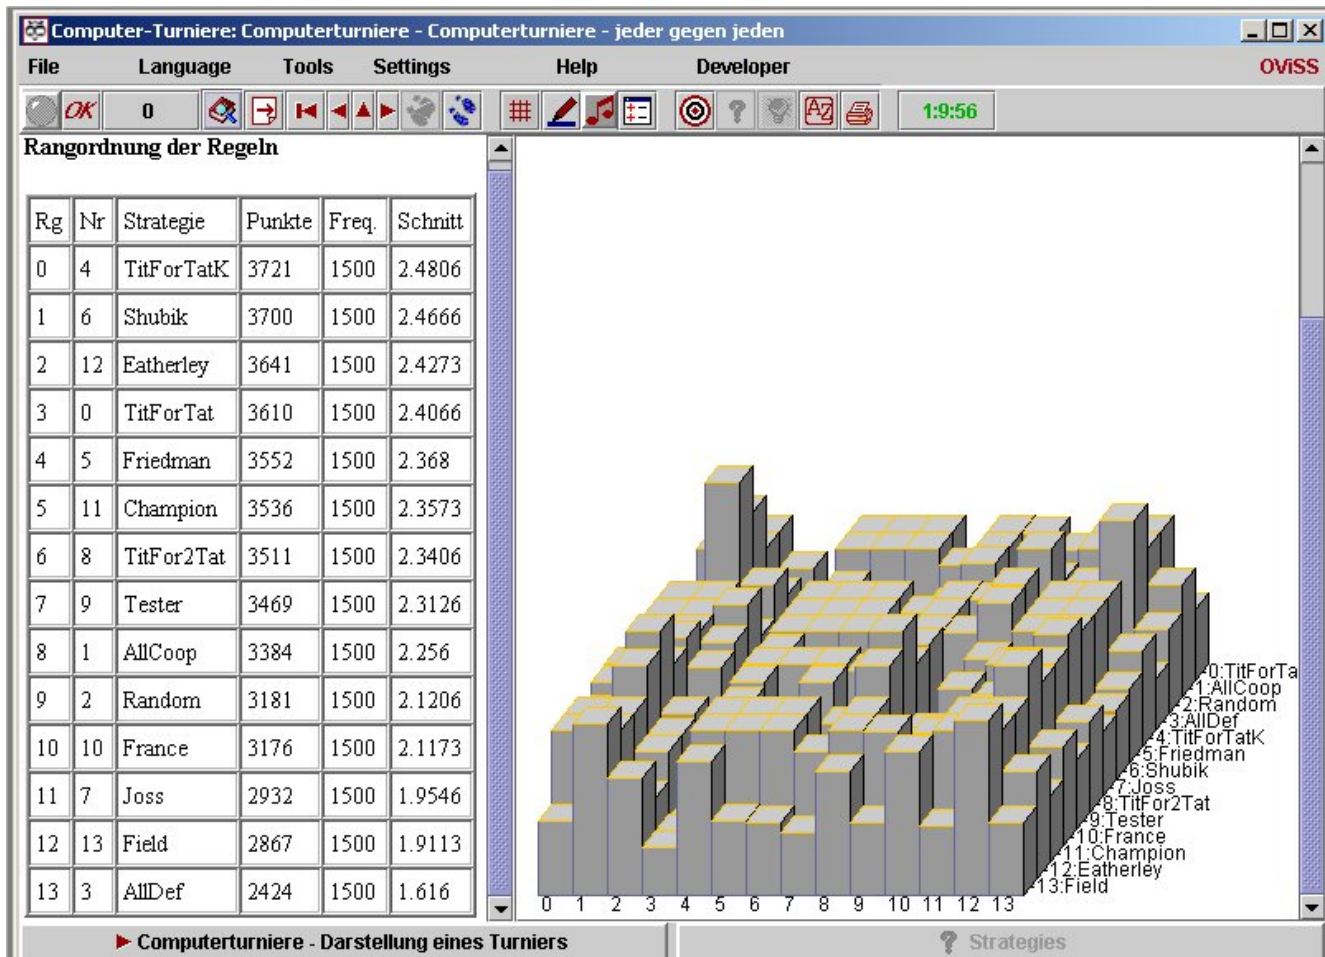 Computer-Turniere: Computerturniere - Computerturniere - jeder gegen jeden
File Language Tools Settings Help Developer OViSS
OK 0 ? AZ 1:9:56
Rangordnung der Regeln
Rg Nr Strategie Punkte Freq. Schnitt
0 4 TitForTatK 3721 1500 2.4806
1 6 Shubik 3700 1500 2.4666
2 12 Eatherley 3641 1500 2.4273
3 0 TitForTat 3610 1500 2.4066
4 5 Friedman 3552 1500 2.368
5 11 Champion 3536 1500 2.3573
6 8 TitFor2Tat 3511 1500 2.3406
7 9 Tester 3469 1500 2.3126
8 1 AllCoop 3384 1500 2.256
9 2 Random 3181 1500 2.1206
10 10 France 3176 1500 2.1173
11 7 Joss 2932 1500 1.9546
12 13 Field 2867 1500 1.9113
13 3 AllDef 2424 1500 1.616
0:TitForTa
1:AllCoop
2:Random
3:AllDef
4:TitForTatK
5:Friedman
6:Shubik
7:Joss
8:TitFor2Tat
9:Tester
10:France
11:Champion
12:Eatherley
13:Field
0 1 2 3 4 5 6 7 8 9 10 11 12 13
Computerturniere - Darstellung eines Turniers ? Strategies